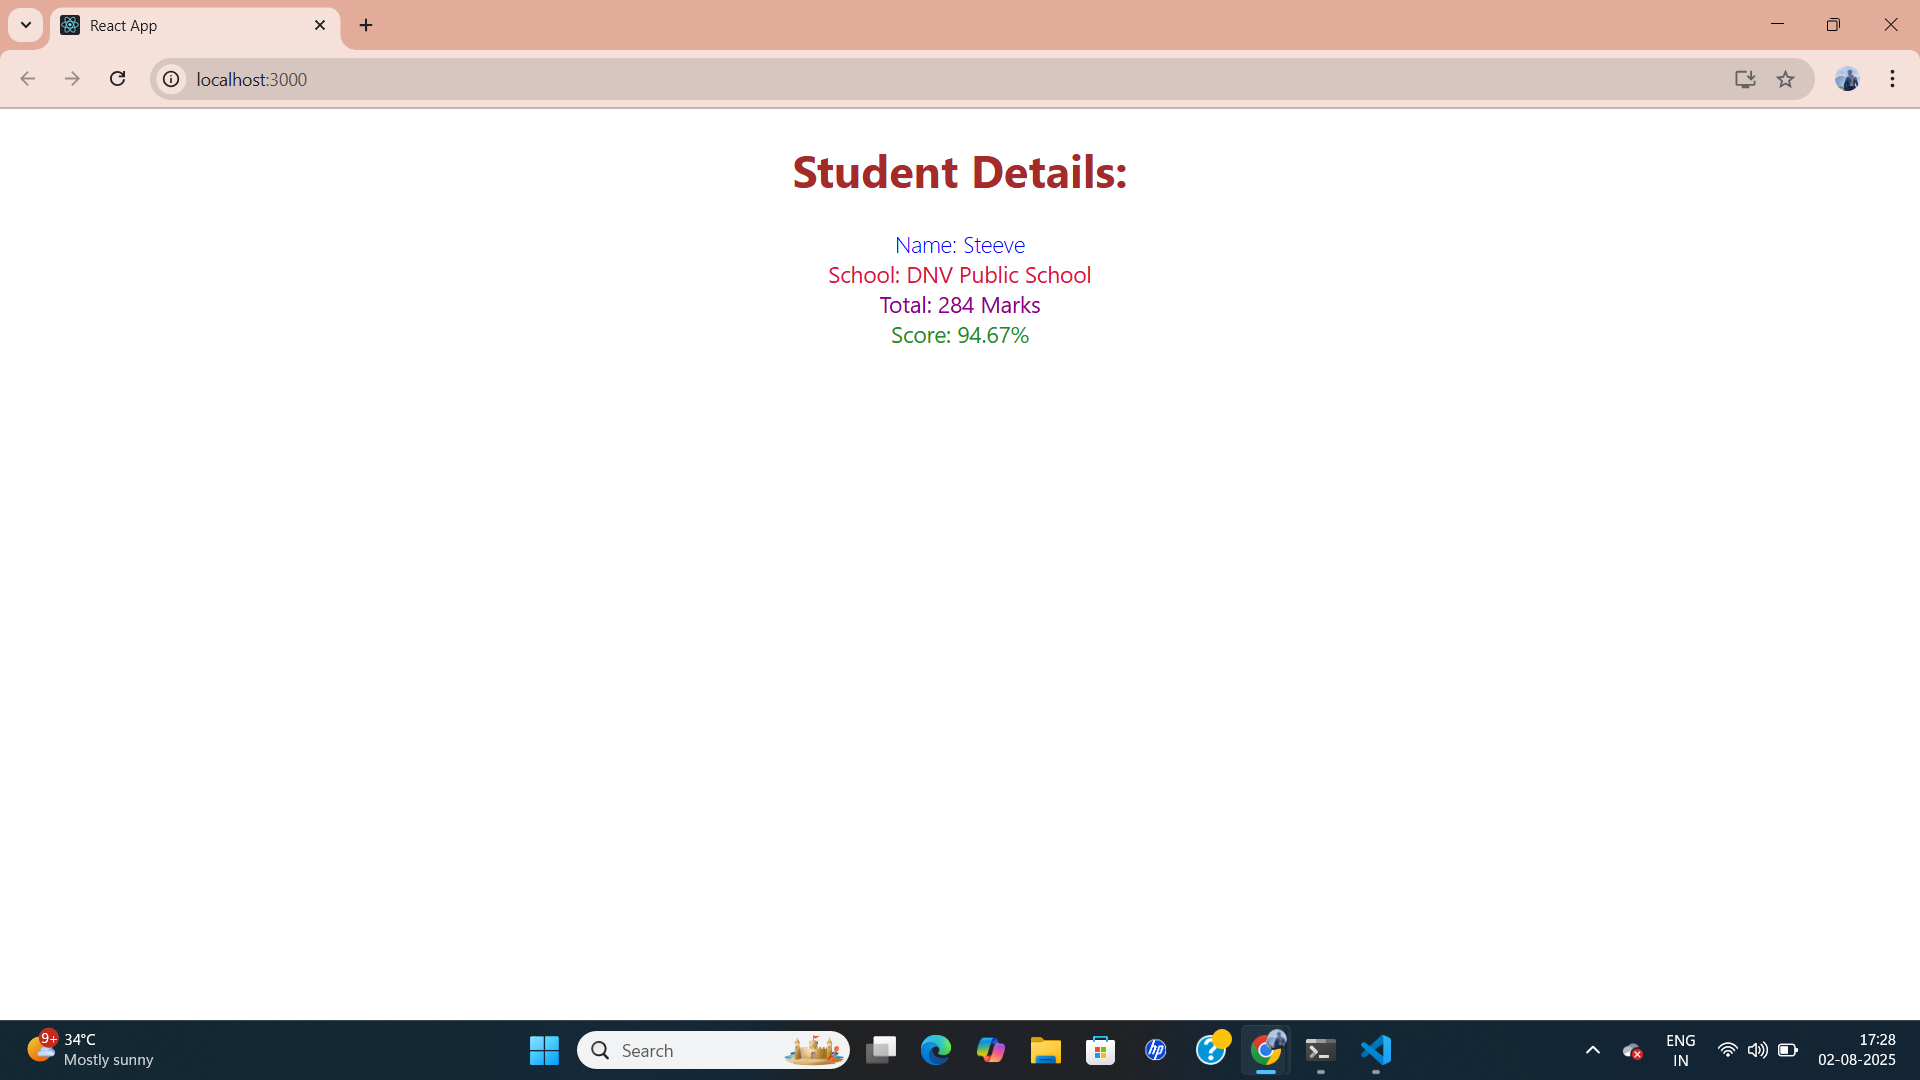 React App
localhost:3000
Student Details:
Name: Steeve
School: DNV Public School
Total: 284 Marks
Score: 94.67%
9+
34°C
Mostly sunny
Search
hp
ENG
IN
17:28
02-08-2025